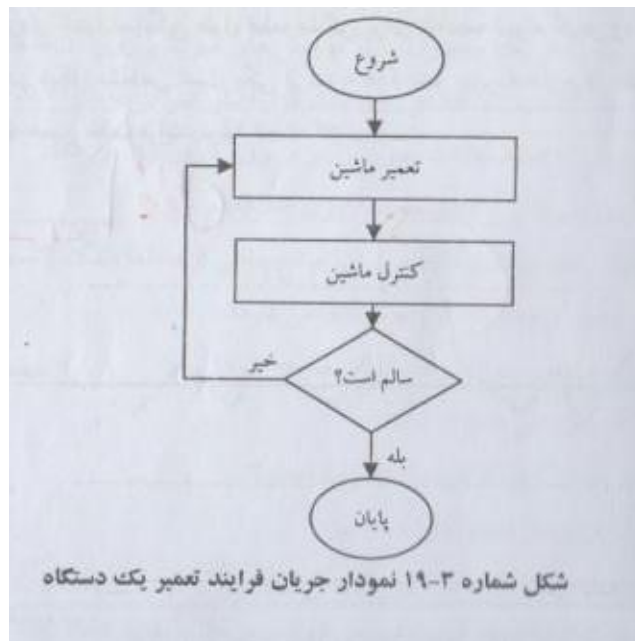 شروع
تعمیر ماشین
کنترل ماشین
سالم است؟
خیر
بله
پایان
شکل شماره ۳-۱۹ نمودار جریان فرایند تعمیر یک دستگاه